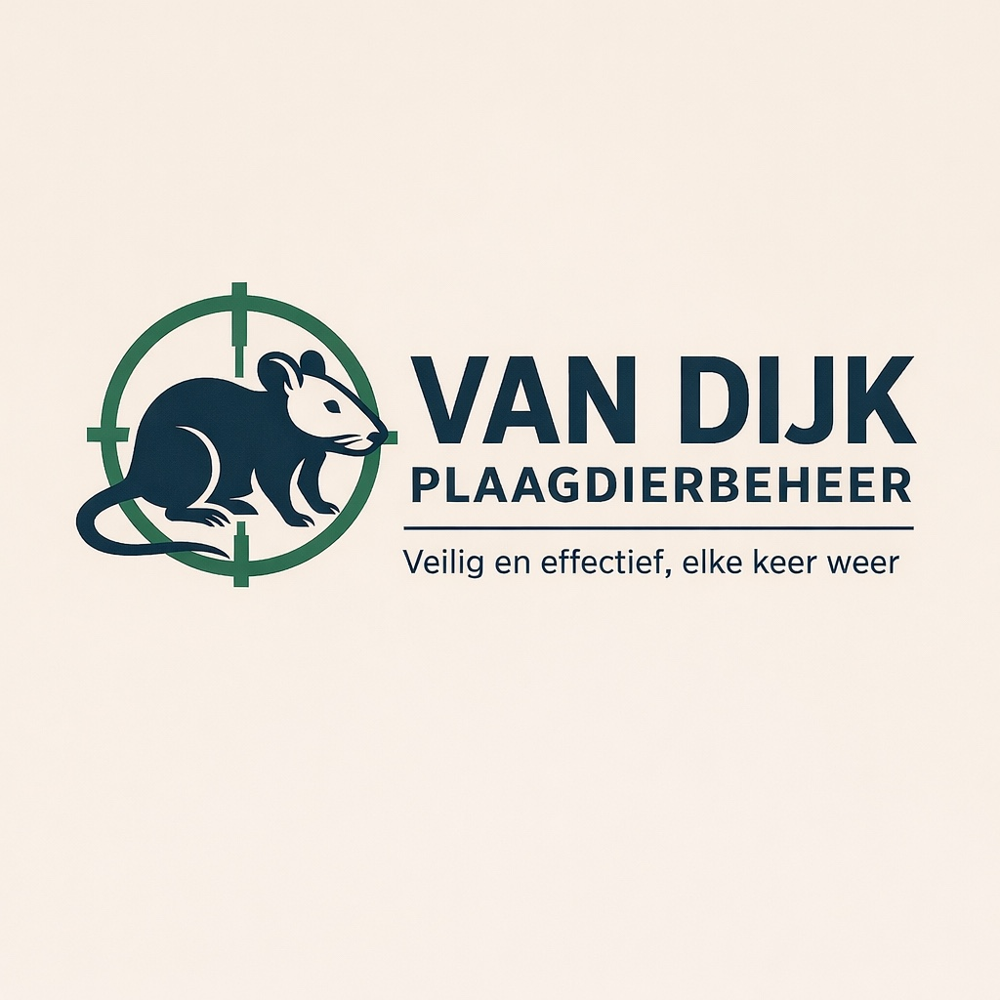 VAN DIJK
PLAAGDIERBEHEER
Veilig en effectief, elke keer weer